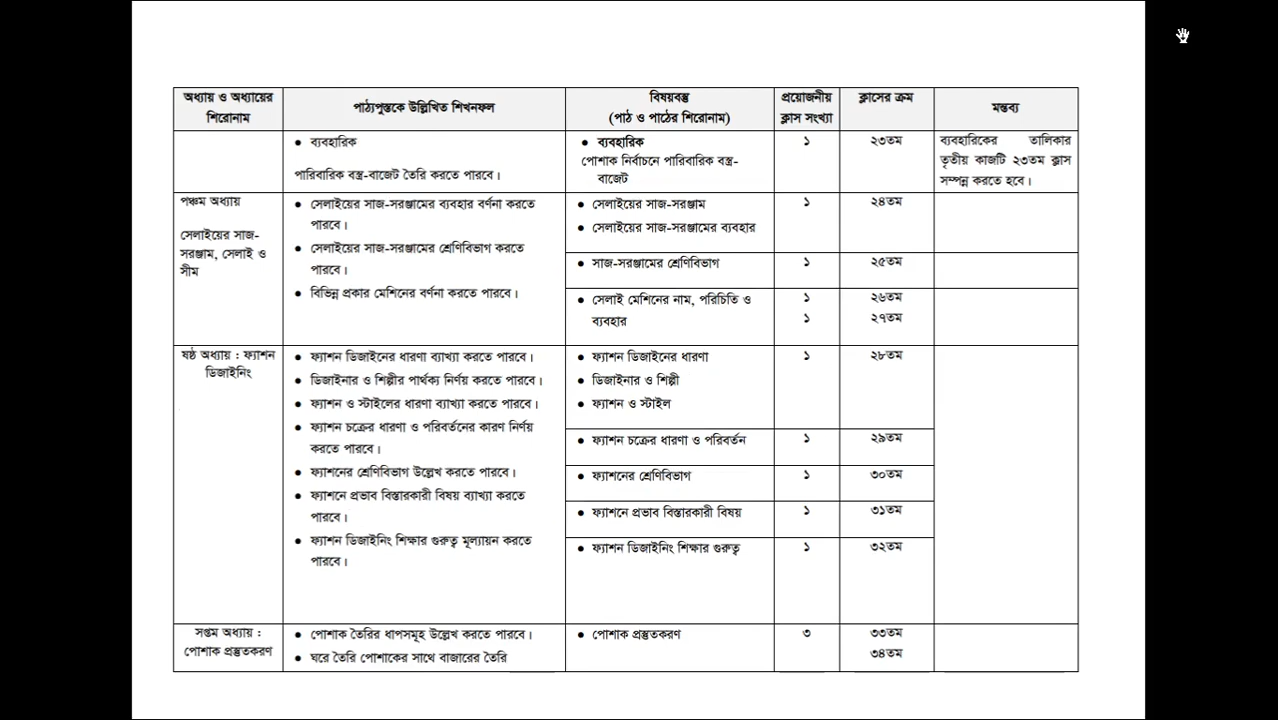 অধ্যায় ও অধ্যায়ের
শিরোনাম
পাঠ্যপুস্তকে উল্লিখিত শিখনফল
বিষয়বস্তু
(পাঠ ও পাঠের শিরোনাম)
প্রয়োজনীয়
ক্লাস সংখ্যা
ক্লাসের ক্রম
মন্তব্য
• ব্যবহারিক
পারিবারিক বস্ত্র-বাজেট তৈরি করতে পারবে।
• ব্যবহারিক
পোশাক নির্বাচনে পারিবারিক বস্ত্র-
বাজেট
১
২৩তম
ব্যবহারিকের তালিকার
তৃতীয় কাজটি ২৩তম ক্লাস
সম্পন্ন করতে হবে।
পঞ্চম অধ্যায়
সেলাইয়ের সাজ-
সরঞ্জাম, সেলাই ও
সীম
• সেলাইয়ের সাজ-সরঞ্জামের ব্যবহার বর্ণনা করতে
পারবে।
• সেলাইয়ের সাজ-সরঞ্জামের শ্রেণিবিভাগ করতে
পারবে।
• বিভিন্ন প্রকার মেশিনের বর্ণনা করতে পারবে।
• সেলাইয়ের সাজ-সরঞ্জাম
• সেলাইয়ের সাজ-সরঞ্জামের ব্যবহার
১
২৪তম
• সাজ-সরঞ্জামের শ্রেণিবিভাগ
১
২৫তম
• সেলাই মেশিনের নাম, পরিচিতি ও
ব্যবহার
১
১
২৬তম
২৭তম
ষষ্ঠ অধ্যায় : ফ্যাশন
ডিজাইনিং
• ফ্যাশন ডিজাইনের ধারণা ব্যাখ্যা করতে পারবে।
• ডিজাইনার ও শিল্পীর পার্থক্য নির্ণয় করতে পারবে।
• ফ্যাশন ও স্টাইলের ধারণা ব্যাখ্যা করতে পারবে।
• ফ্যাশন চক্রের ধারণা ও পরিবর্তনের কারণ নির্ণয়
করতে পারবে।
• ফ্যাশনের শ্রেণিবিভাগ উল্লেখ করতে পারবে।
• ফ্যাশনে প্রভাব বিস্তারকারী বিষয় ব্যাখ্যা করতে
পারবে।
• ফ্যাশন ডিজাইনিং শিক্ষার গুরুত্ব মূল্যায়ন করতে
পারবে।
• ফ্যাশন ডিজাইনের ধারণা
• ডিজাইনার ও শিল্পী
• ফ্যাশন ও স্টাইল
১
২৮তম
• ফ্যাশন চক্রের ধারণা ও পরিবর্তন
১
২৯তম
• ফ্যাশনের শ্রেণিবিভাগ
১
৩০তম
• ফ্যাশনে প্রভাব বিস্তারকারী বিষয়
১
৩১তম
• ফ্যাশন ডিজাইনিং শিক্ষার গুরুত্ব
১
৩২তম
সপ্তম অধ্যায় :
পোশাক প্রস্তুতকরণ
• পোশাক তৈরির ধাপসমূহ উল্লেখ করতে পারবে।
• ঘরে তৈরি পোশাকের সাথে বাজারের তৈরি
• পোশাক প্রস্তুতকরণ
৩
৩৩তম
৩৪তম